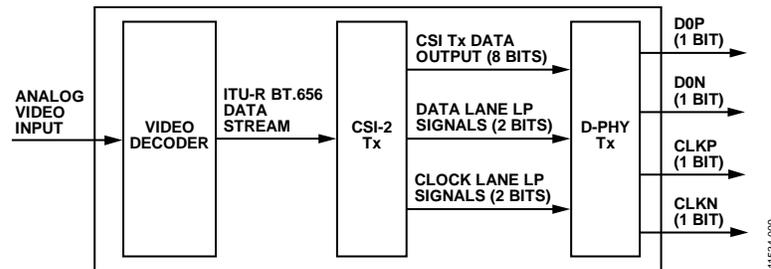 ANALOG
VIDEO
INPUT
VIDEO
DECODER
ITU-R BT.656
DATA
STREAM
CSI-2
Tx
CSI Tx DATA
OUTPUT (8 BITS)
DATA LANE LP
SIGNALS (2 BITS)
CLOCK LANE LP
SIGNALS (2 BITS)
D-PHY
Tx
D0P
(1 BIT)
D0N
(1 BIT)
CLKP
(1 BIT)
CLKN
(1 BIT)